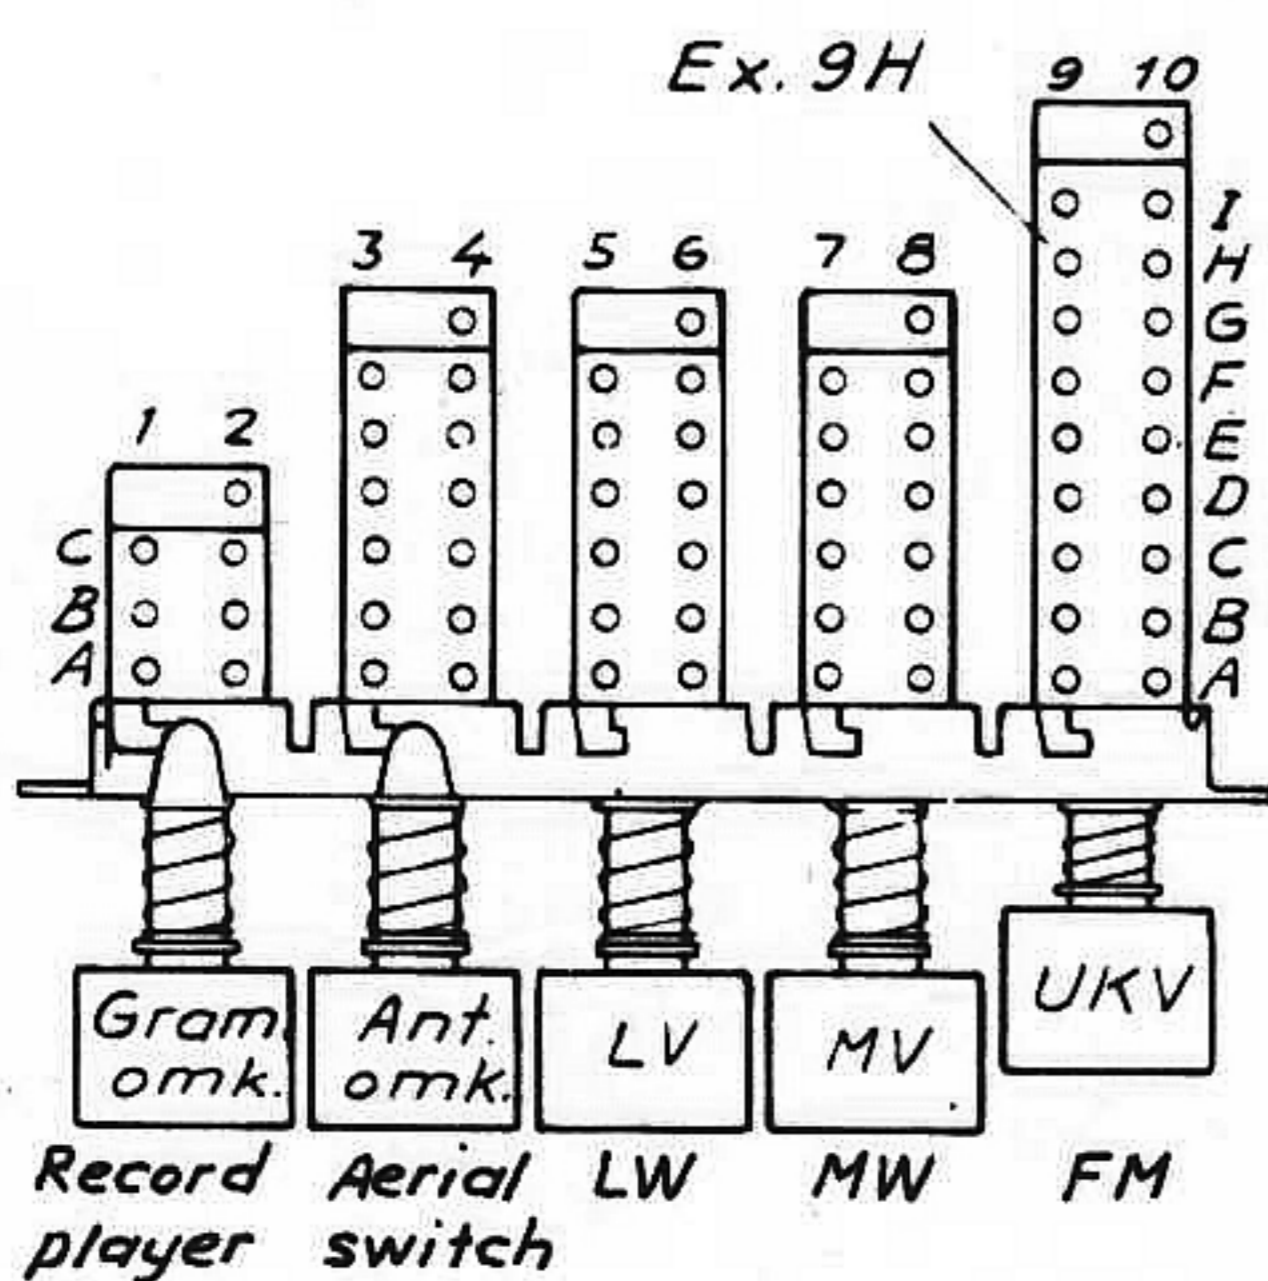 Ex. 9H
9 10
I
H
G
F
E
D
C
B
A
3 4
5 6
7 8
1 2
C
B
A
Gram.
omk.
Ant.
omk.
LV
MV
UKV
Record
player
Aerial
switch
LW
MW
FM